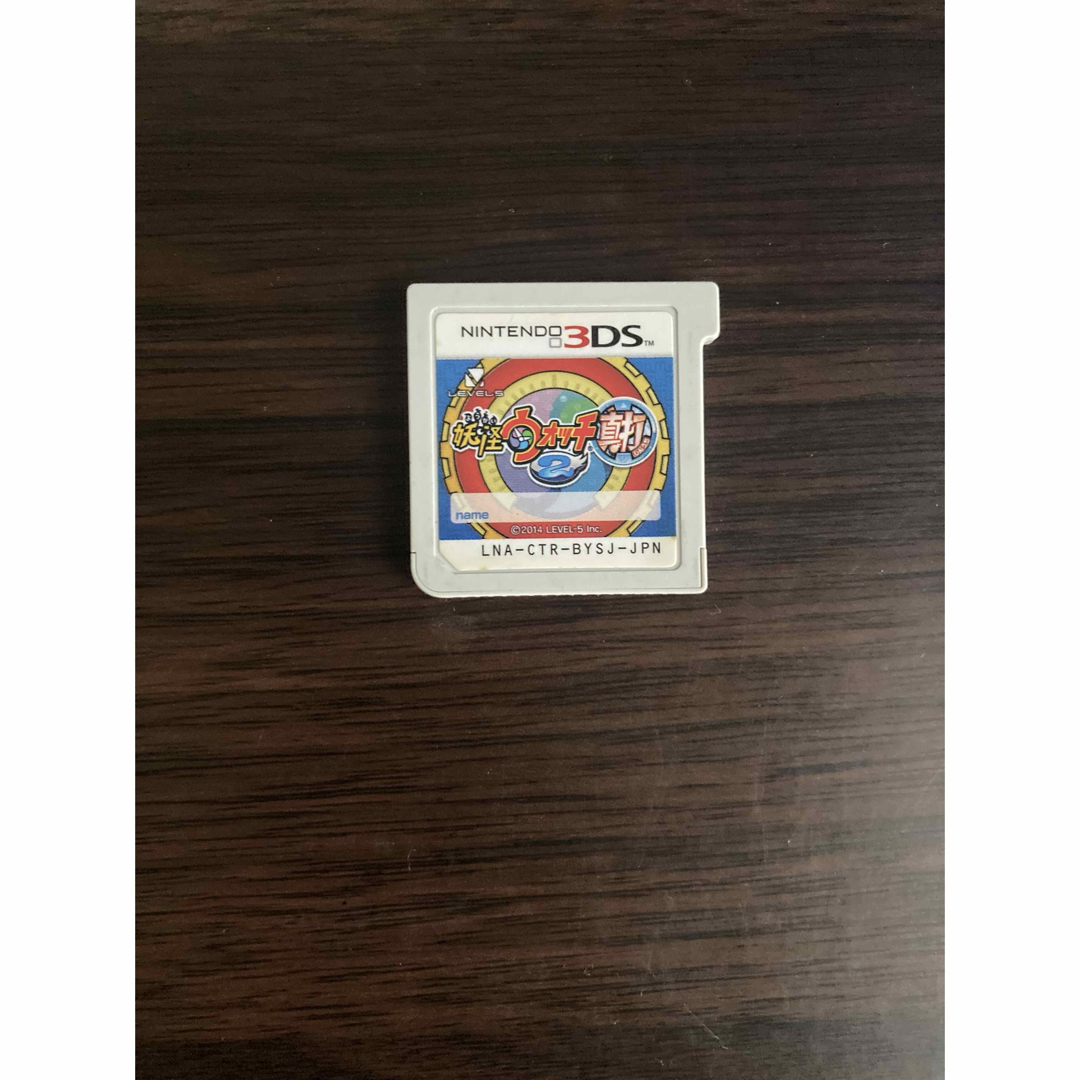 NINTENDO 3DS™
LEVEL5
妖怪ウォッチ2 真打
name
©2014 LEVEL-5 Inc.
LNA-CTR-BYSJ-JPN